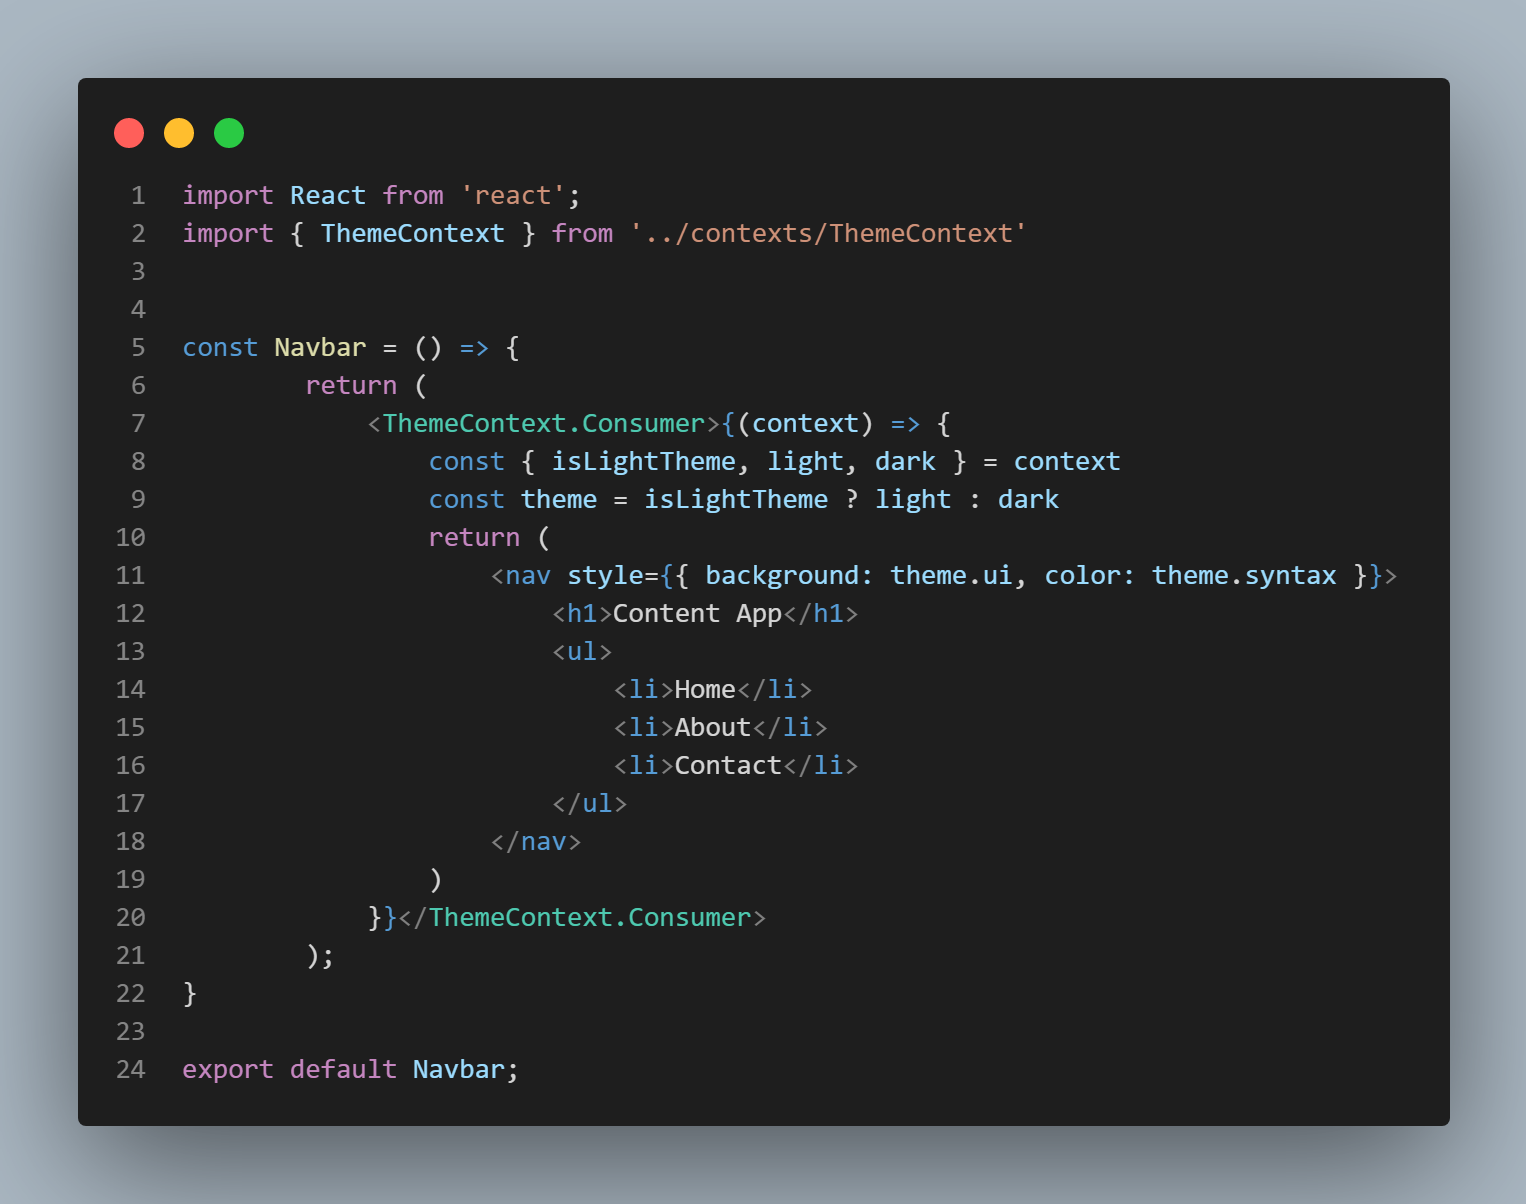 1 import React from 'react';
2 import { ThemeContext } from '../contexts/ThemeContext'
3
4
5 const Navbar = () => {
6         return (
7             <ThemeContext.Consumer>{(context) => {
8                 const { isLightTheme, light, dark } = context
9                 const theme = isLightTheme ? light : dark
10                 return (
11                     <nav style={{ background: theme.ui, color: theme.syntax }}>
12                         <h1>Content App</h1>
13                         <ul>
14                             <li>Home</li>
15                             <li>About</li>
16                             <li>Contact</li>
17                         </ul>
18                     </nav>
19                 )
20             }}</ThemeContext.Consumer>
21         );
22 }
23
24 export default Navbar;